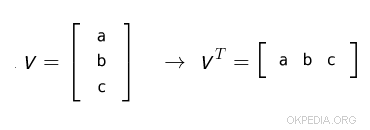 V = [ a b c ] → V^T = [ a b c ]
OKPEDIA.ORG